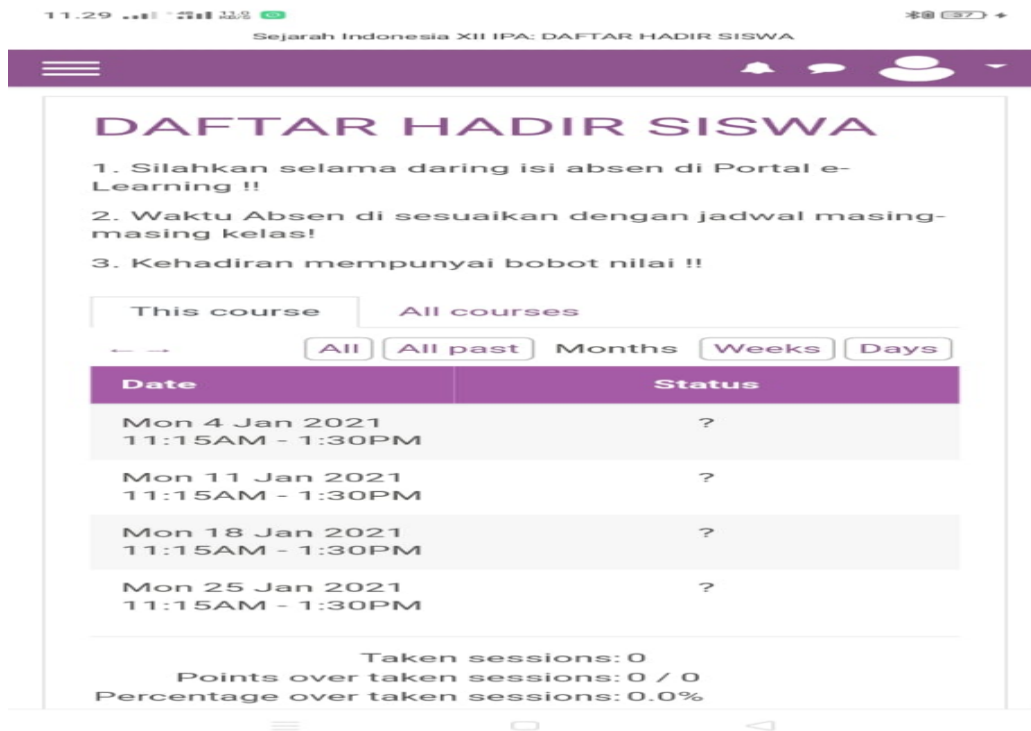 11.29
37
Sejarah Indonesia XII IPA: DAFTAR HADIR SISWA
DAFTAR HADIR SISWA
1. Silahkan selama daring isi absen di Portal e-
Learning !!
2. Waktu Absen di sesuaikan dengan jadwal masing-
masing kelas!
3. Kehadiran mempunyai bobot nilai !!
This course All courses
← → All All past Months Weeks Days
Date Status
Mon 4 Jan 2021 ?
11:15AM - 1:30PM
Mon 11 Jan 2021 ?
11:15AM - 1:30PM
Mon 18 Jan 2021 ?
11:15AM - 1:30PM
Mon 25 Jan 2021 ?
11:15AM - 1:30PM
Taken sessions: 0
Points over taken sessions: 0 / 0
Percentage over taken sessions: 0.0%